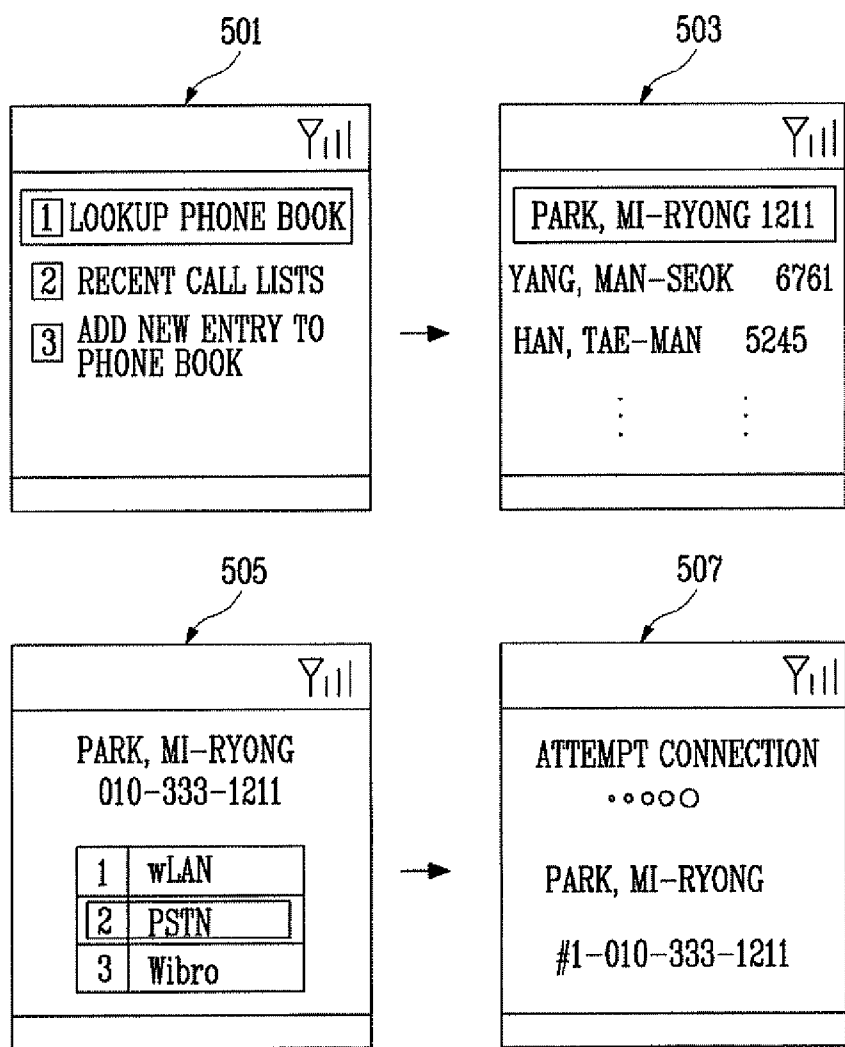 501
1 LOOKUP PHONE BOOK
2 RECENT CALL LISTS
3 ADD NEW ENTRY TO
PHONE BOOK
503
PARK, MI-RYONG 1211
YANG, MAN-SEOK 6761
HAN, TAE-MAN 5245
505
PARK, MI-RYONG
010-333-1211
1 wLAN
2 PSTN
3 Wibro
507
ATTEMPT CONNECTION
PARK, MI-RYONG
#1-010-333-1211